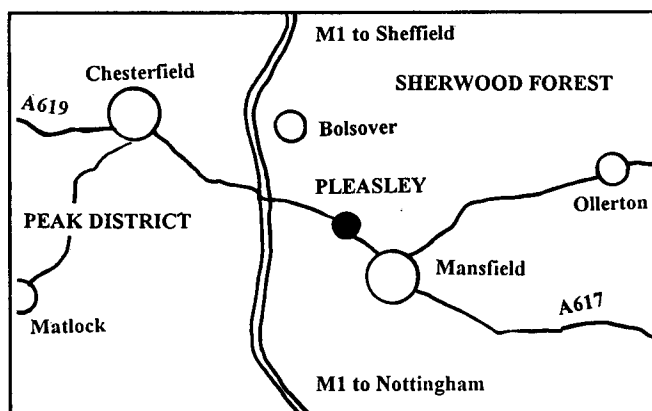 M1 to Sheffield
Chesterfield
SHERWOOD FOREST
A619
Bolsover
PLEASLEY
Ollerton
PEAK DISTRICT
Mansfield
A617
Matlock
M1 to Nottingham